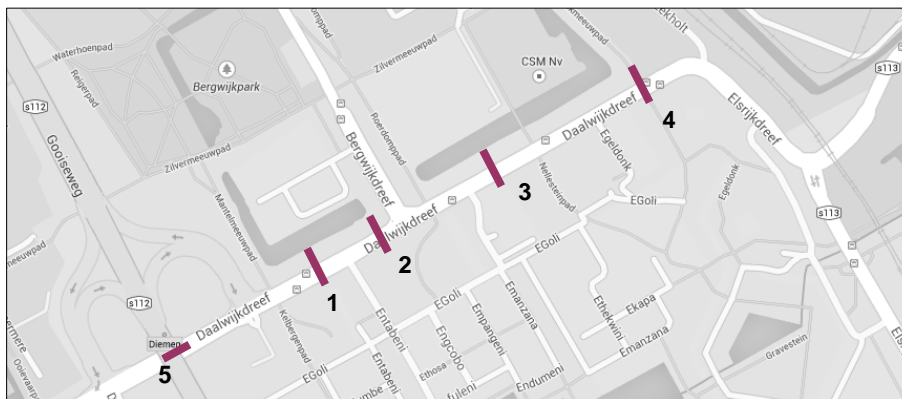 s113
CSM Nv
Waterhoenpad
Bergwijkpark
Zilvermeeuwpad
Reigerpad
s112
Gooiseweg
Roerdomppad
Bergwijkdreef
Daalwijkdreef
4
Elsrijkdreef
Egeldonk
3
Zilvermeeuwpad
Mantelmeeuwpad
Nellesteinpad
Egeldonk
EGoli
s113
Daalwijkdreef
2
EGoli
1
EGoli
s112
Daalwijkdreef
Kelbergenpad
Entabeni
Engcobo
Empangeni
Emanzana
Ethekwini
Ekapa
Emanzana
Gravestein
Diemen
5
EGoli
Ethosa
Entabeni
Endumeni